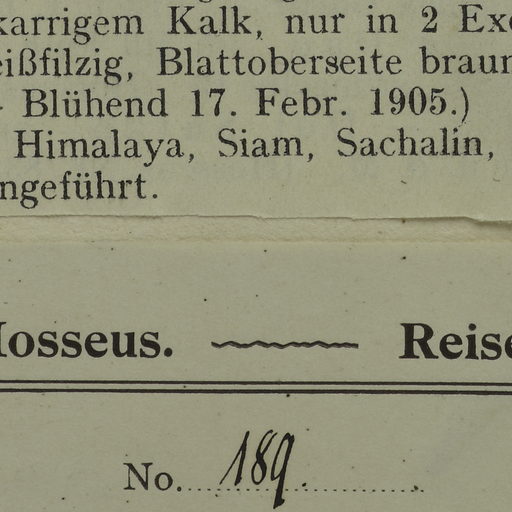 karrigem Kalk, nur in 2 Exe
eißfilzig, Blattoberseite braun
Blühend 17. Febr. 1905.)
Himalaya, Siam, Sachalin,
ngeführt.
Hosseus. Reise
No. 189.